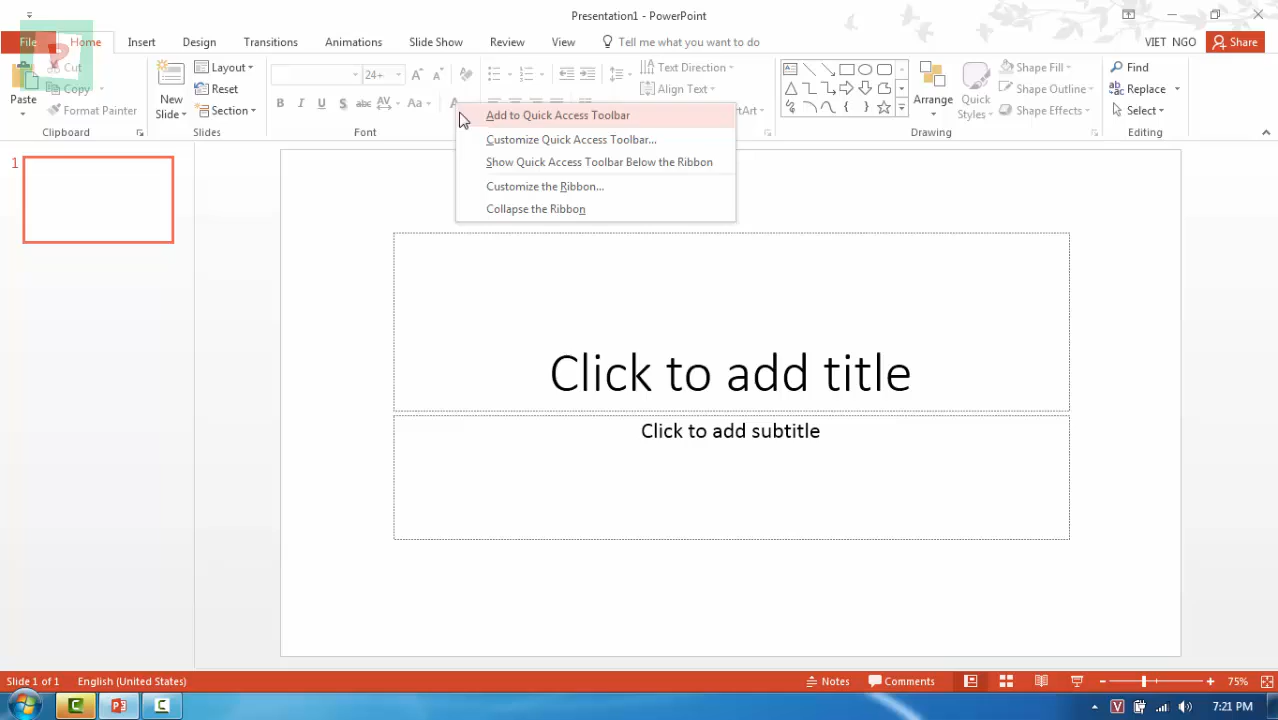 Presentation1 - PowerPoint
File Home Insert Design Transitions Animations Slide Show Review View Tell me what you want to do VIET NGO Share
Paste
Cut
Copy
Format Painter
Clipboard
New Slide
Layout
Reset
Section
Slides
24+
B I U S abc AV Aa A
Font
Text Direction
Align Text
Arrange
Quick Styles
Shape Fill
Shape Outline
Shape Effects
Drawing
Find
Replace
Select
Editing
Add to Quick Access Toolbar
Customize Quick Access Toolbar...
Show Quick Access Toolbar Below the Ribbon
Customize the Ribbon...
Collapse the Ribbon
1
Click to add title
Click to add subtitle
Slide 1 of 1 English (United States) Notes Comments 75%
7:21 PM